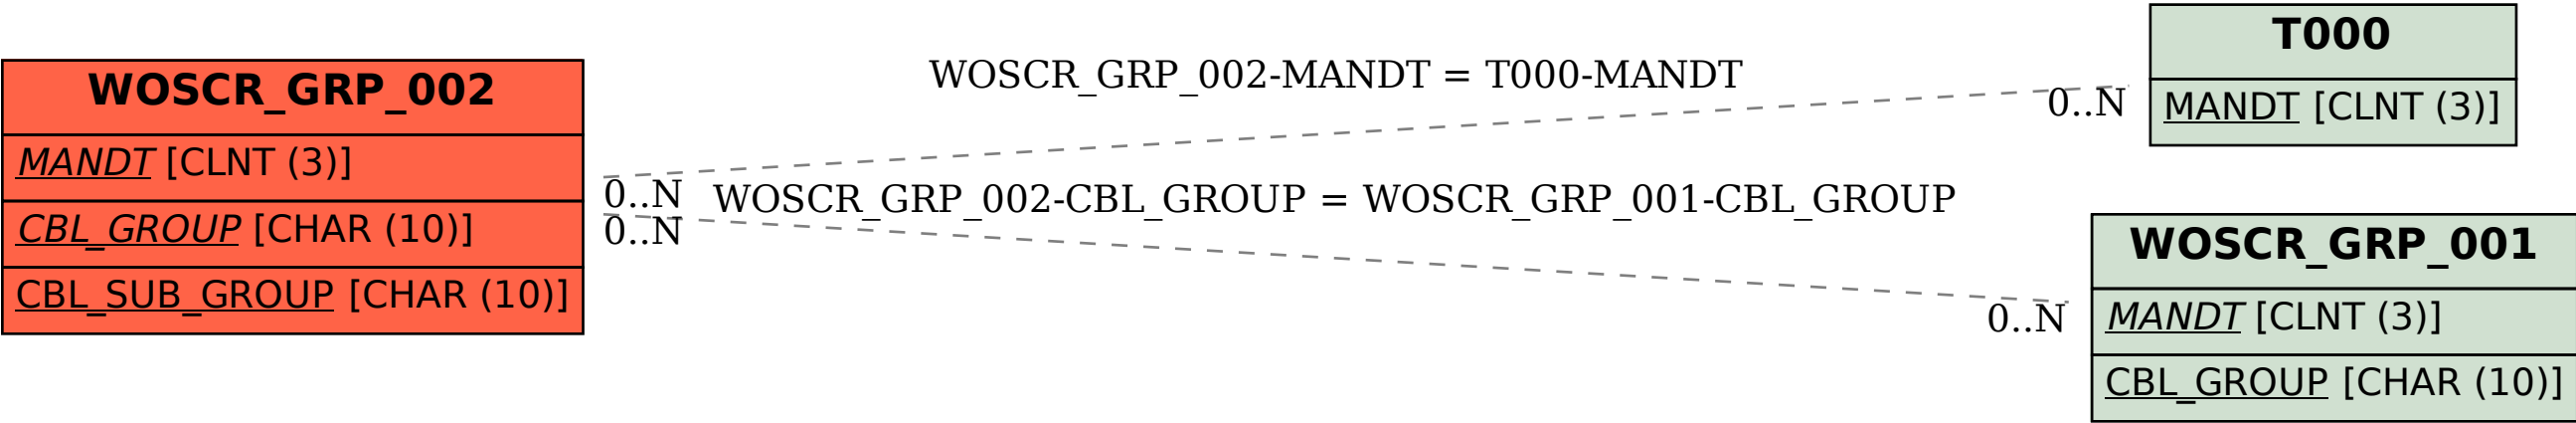 WOSCR_GRP_002
MANDT [CLNT (3)]
CBL_GROUP [CHAR (10)]
CBL_SUB_GROUP [CHAR (10)]
WOSCR_GRP_002-MANDT = T000-MANDT
0..N
0..N
WOSCR_GRP_002-CBL_GROUP = WOSCR_GRP_001-CBL_GROUP
0..N
0..N
T000
MANDT [CLNT (3)]
WOSCR_GRP_001
MANDT [CLNT (3)]
CBL_GROUP [CHAR (10)]